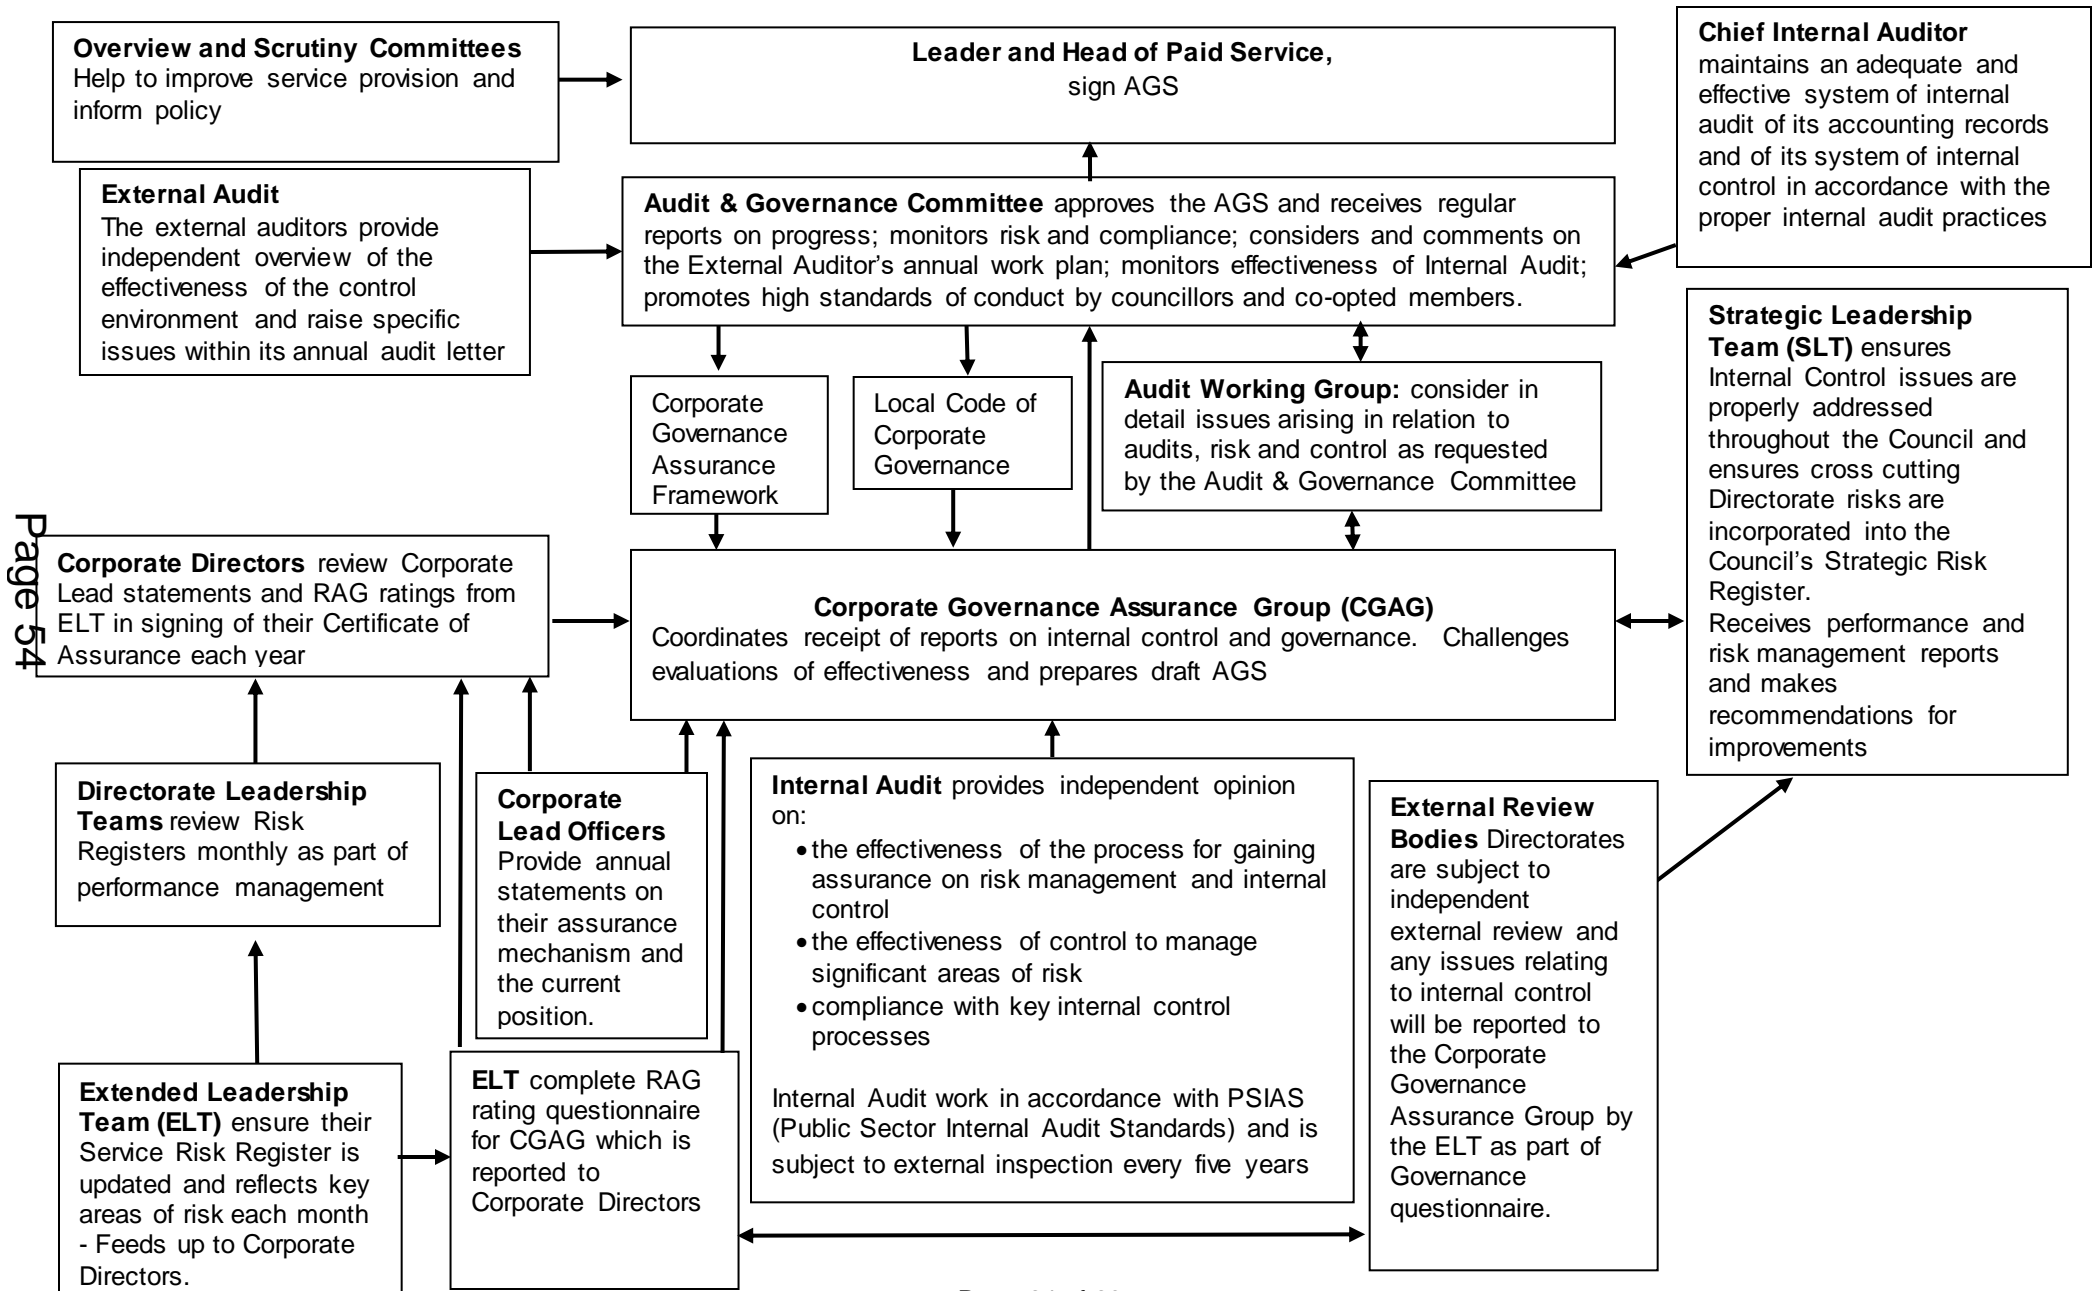 Overview and Scrutiny Committees
Help to improve service provision and
inform policy
Leader and Head of Paid Service,
sign AGS
Chief Internal Auditor
maintains an adequate and
effective system of internal
audit of its accounting records
and of its system of internal
control in accordance with the
proper internal audit practices
External Audit
The external auditors provide
independent overview of the
effectiveness of the control
environment and raise specific
issues within its annual audit letter
Audit & Governance Committee approves the AGS and receives regular
reports on progress; monitors risk and compliance; considers and comments on
the External Auditor's annual work plan; monitors effectiveness of Internal Audit;
promotes high standards of conduct by councillors and co-opted members.
Strategic Leadership
Team (SLT) ensures
Internal Control issues are
properly addressed
throughout the Council and
ensures cross cutting
Directorate risks are
incorporated into the
Council's Strategic Risk
Register.
Receives performance and
risk management reports
and makes
recommendations for
improvements
Corporate
Governance
Assurance
Framework
Local Code of
Corporate
Governance
Audit Working Group: consider in
detail issues arising in relation to
audits, risk and control as requested
by the Audit & Governance Committee
Page 54
Corporate Directors review Corporate
Lead statements and RAG ratings from
ELT in signing of their Certificate of
Assurance each year
Corporate Governance Assurance Group (CGAG)
Coordinates receipt of reports on internal control and governance. Challenges
evaluations of effectiveness and prepares draft AGS
Directorate Leadership
Teams review Risk
Registers monthly as part of
performance management
Corporate
Lead Officers
Provide annual
statements on
their assurance
mechanism and
the current
position.
Internal Audit provides independent opinion
on:
• the effectiveness of the process for gaining
assurance on risk management and internal
control
• the effectiveness of control to manage
significant areas of risk
• compliance with key internal control
processes
Internal Audit work in accordance with PSIAS
(Public Sector Internal Audit Standards) and is
subject to external inspection every five years
External Review
Bodies Directorates
are subject to
independent
external review and
any issues relating
to internal control
will be reported to
the Corporate
Governance
Assurance Group by
the ELT as part of
Governance
questionnaire.
Extended Leadership
Team (ELT) ensure their
Service Risk Register is
updated and reflects key
areas of risk each month
- Feeds up to Corporate
Directors.
ELT complete RAG
rating questionnaire
for CGAG which is
reported to
Corporate Directors